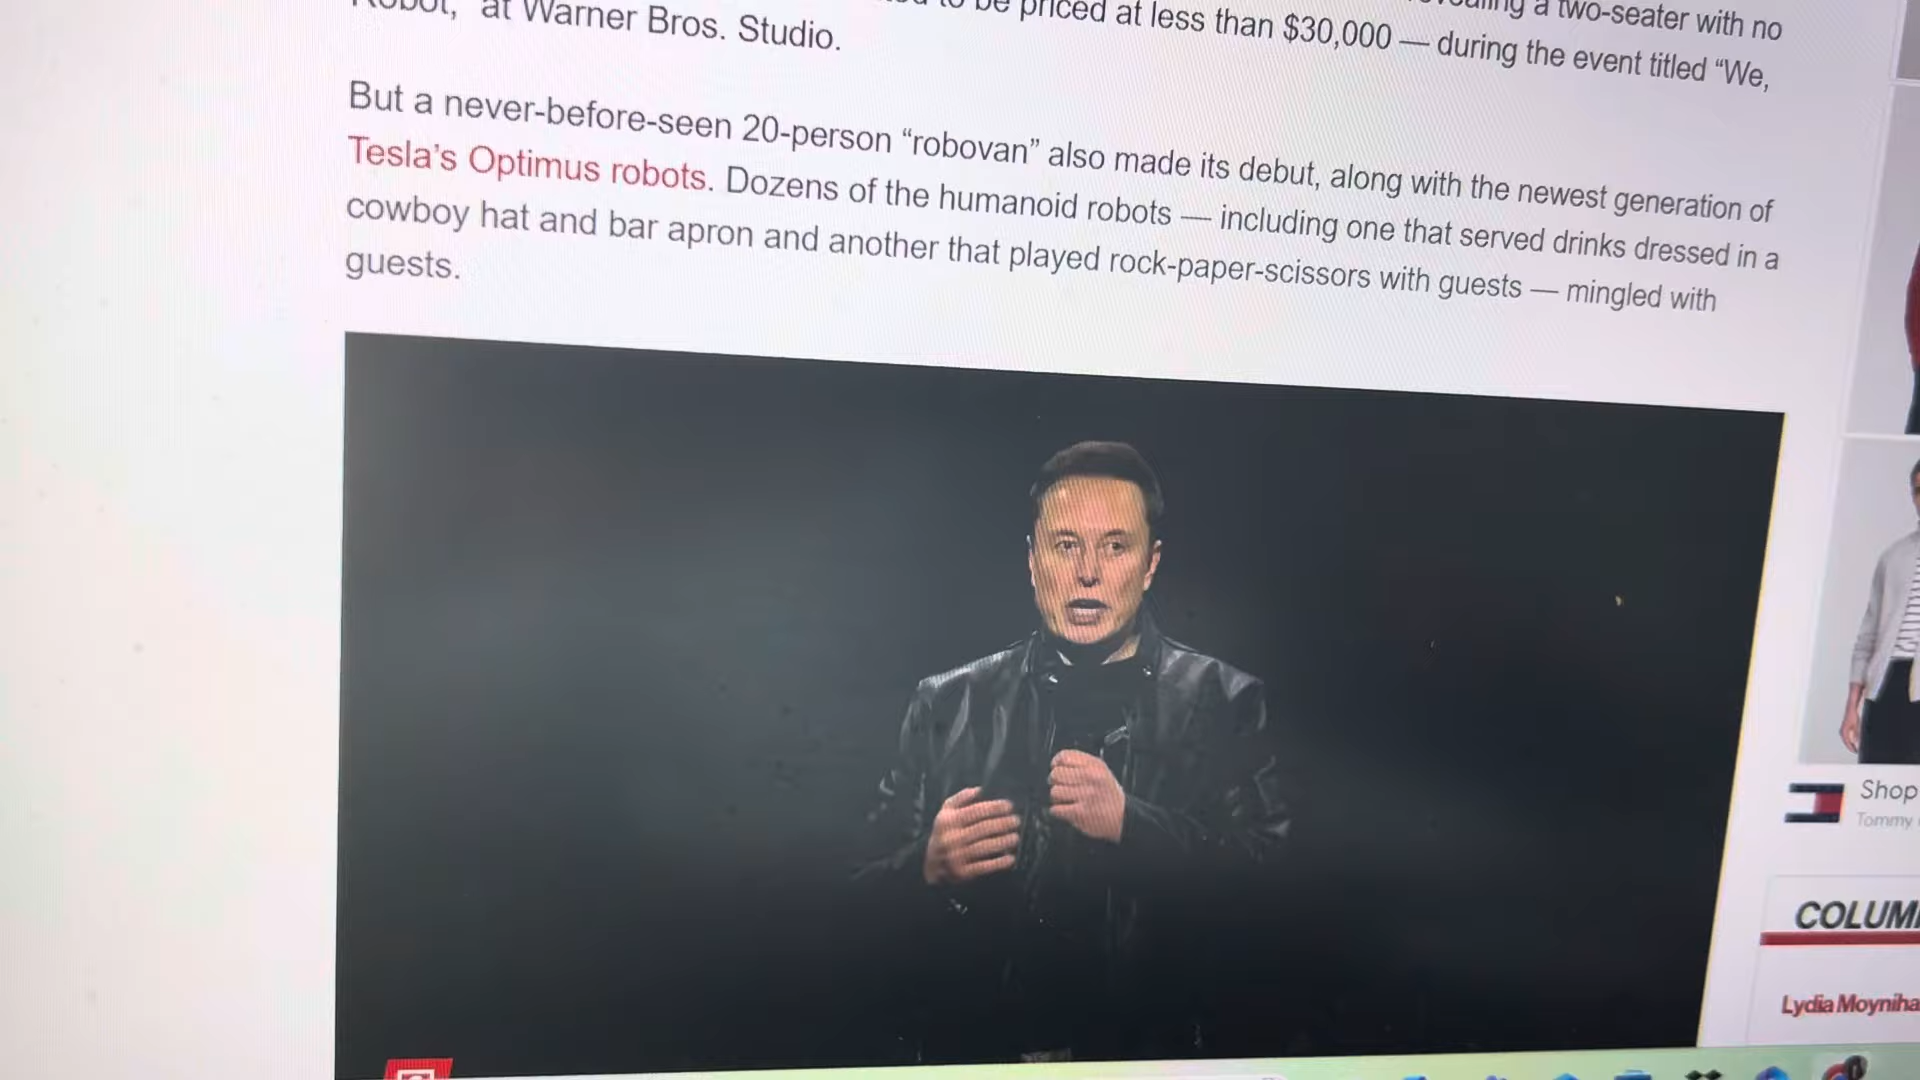 be priced at less than $30,000 — during the event titled “We,
a two-seater with no
at Warner Bros. Studio.
But a never-before-seen 20-person “robovan” also made its debut, along with the newest generation of
Tesla’s Optimus robots. Dozens of the humanoid robots — including one that served drinks dressed in a
cowboy hat and bar apron and another that played rock-paper-scissors with guests — mingled with
guests.
Shop
Tommy
COLUM
Lydia Moyniha